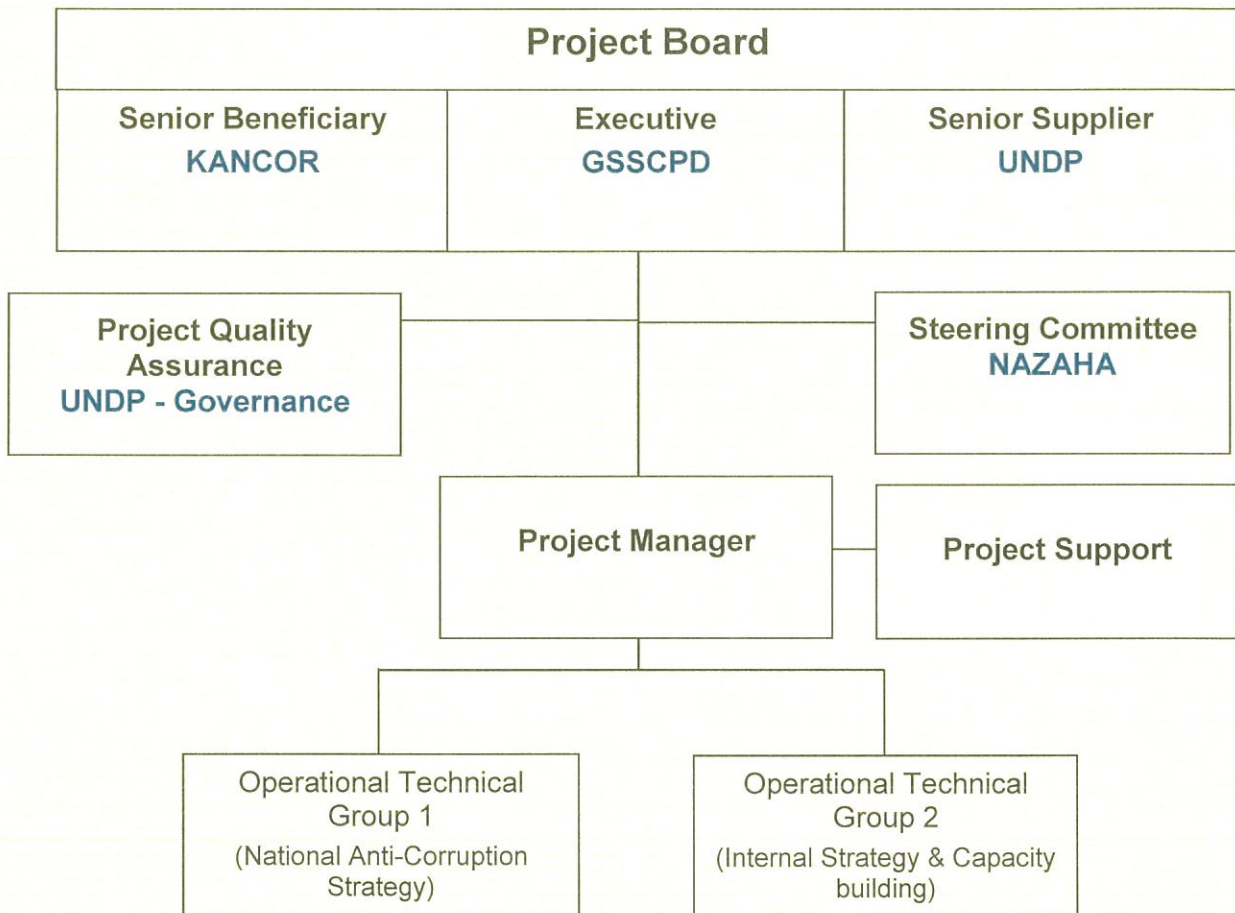 Project Board
Senior Beneficiary
KANCOR
Executive
GSSCPD
Senior Supplier
UNDP
Project Quality
Assurance
UNDP - Governance
Steering Committee
NAZAHA
Project Manager
Project Support
Operational Technical
Group 1
(National Anti-Corruption
Strategy)
Operational Technical
Group 2
(Internal Strategy & Capacity
building)